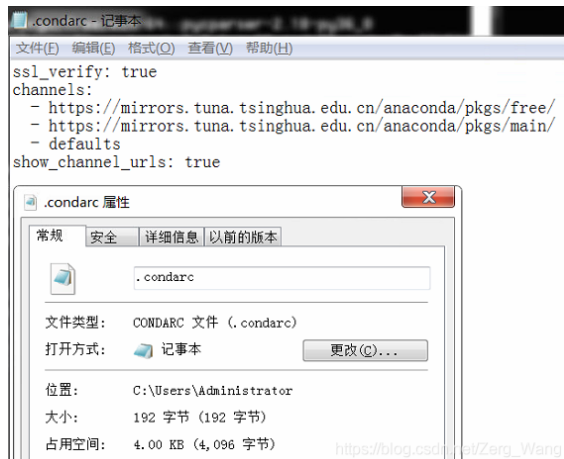 .condarc - 记事本
文件(F) 编辑(E) 格式(O) 查看(V) 帮助(H)
ssl_verify: true
channels:
  - https://mirrors.tuna.tsinghua.edu.cn/anaconda/pkgs/free/
  - https://mirrors.tuna.tsinghua.edu.cn/anaconda/pkgs/main/
  - defaults
show_channel_urls: true
.condarc 属性
常规 安全 详细信息 以前的版本
.condarc
文件类型: CONDARC 文件 (.condarc)
打开方式: 记事本 更改(C)...
位置: C:\Users\Administrator
大小: 192 字节 (192 字节)
占用空间: 4.00 KB (4,096 字节)
https://blog.csdn.net/Zerg_Wang